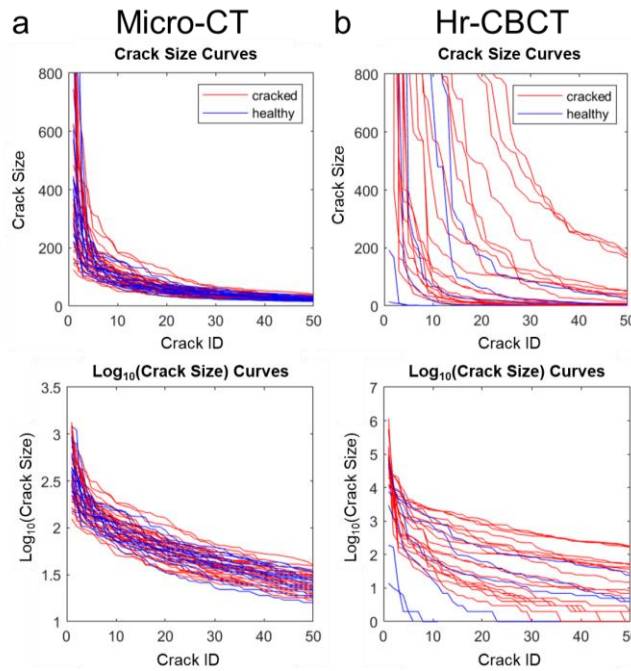 a Micro-CT b Hr-CBCT
Crack Size Curves
800
600
400
200
0
Crack Size
cracked
healthy
0 10 20 30 40 50
Crack ID
Crack Size Curves
800
600
400
200
0
Crack Size
cracked
healthy
0 10 20 30 40 50
Crack ID
Log₁₀(Crack Size) Curves
3.5
3
2.5
2
1.5
1
Log₁₀(Crack Size)
0 10 20 30 40 50
Crack ID
Log₁₀(Crack Size) Curves
7
6
5
4
3
2
1
0
Log₁₀(Crack Size)
0 10 20 30 40 50
Crack ID